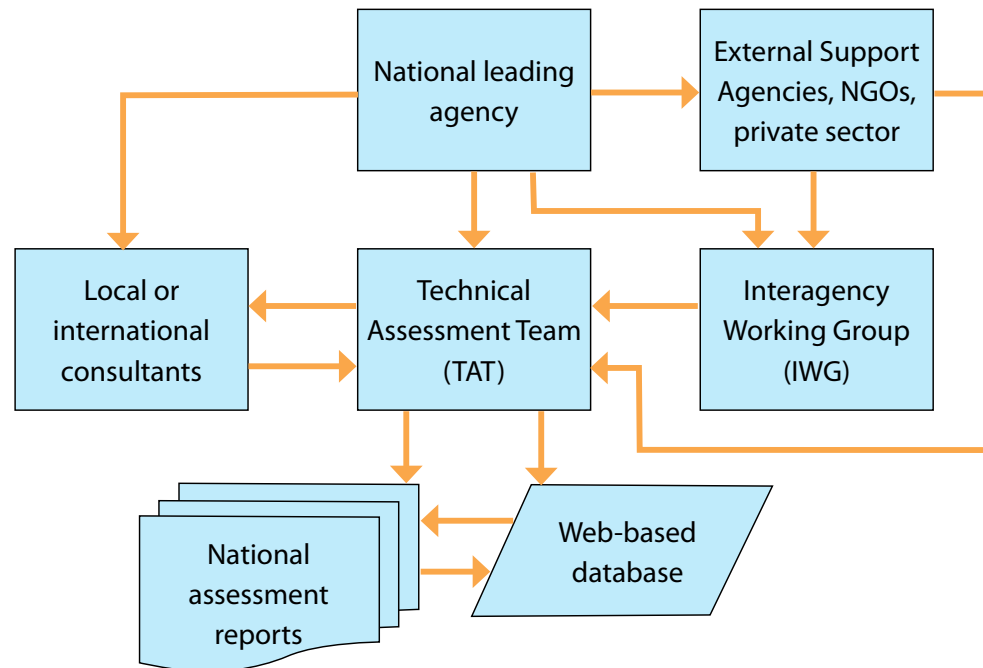 National leading
agency
External Support
Agencies, NGOs,
private sector
Local or
international
consultants
Technical
Assessment Team
(TAT)
Interagency
Working Group
(IWG)
National
assessment
reports
Web-based
database